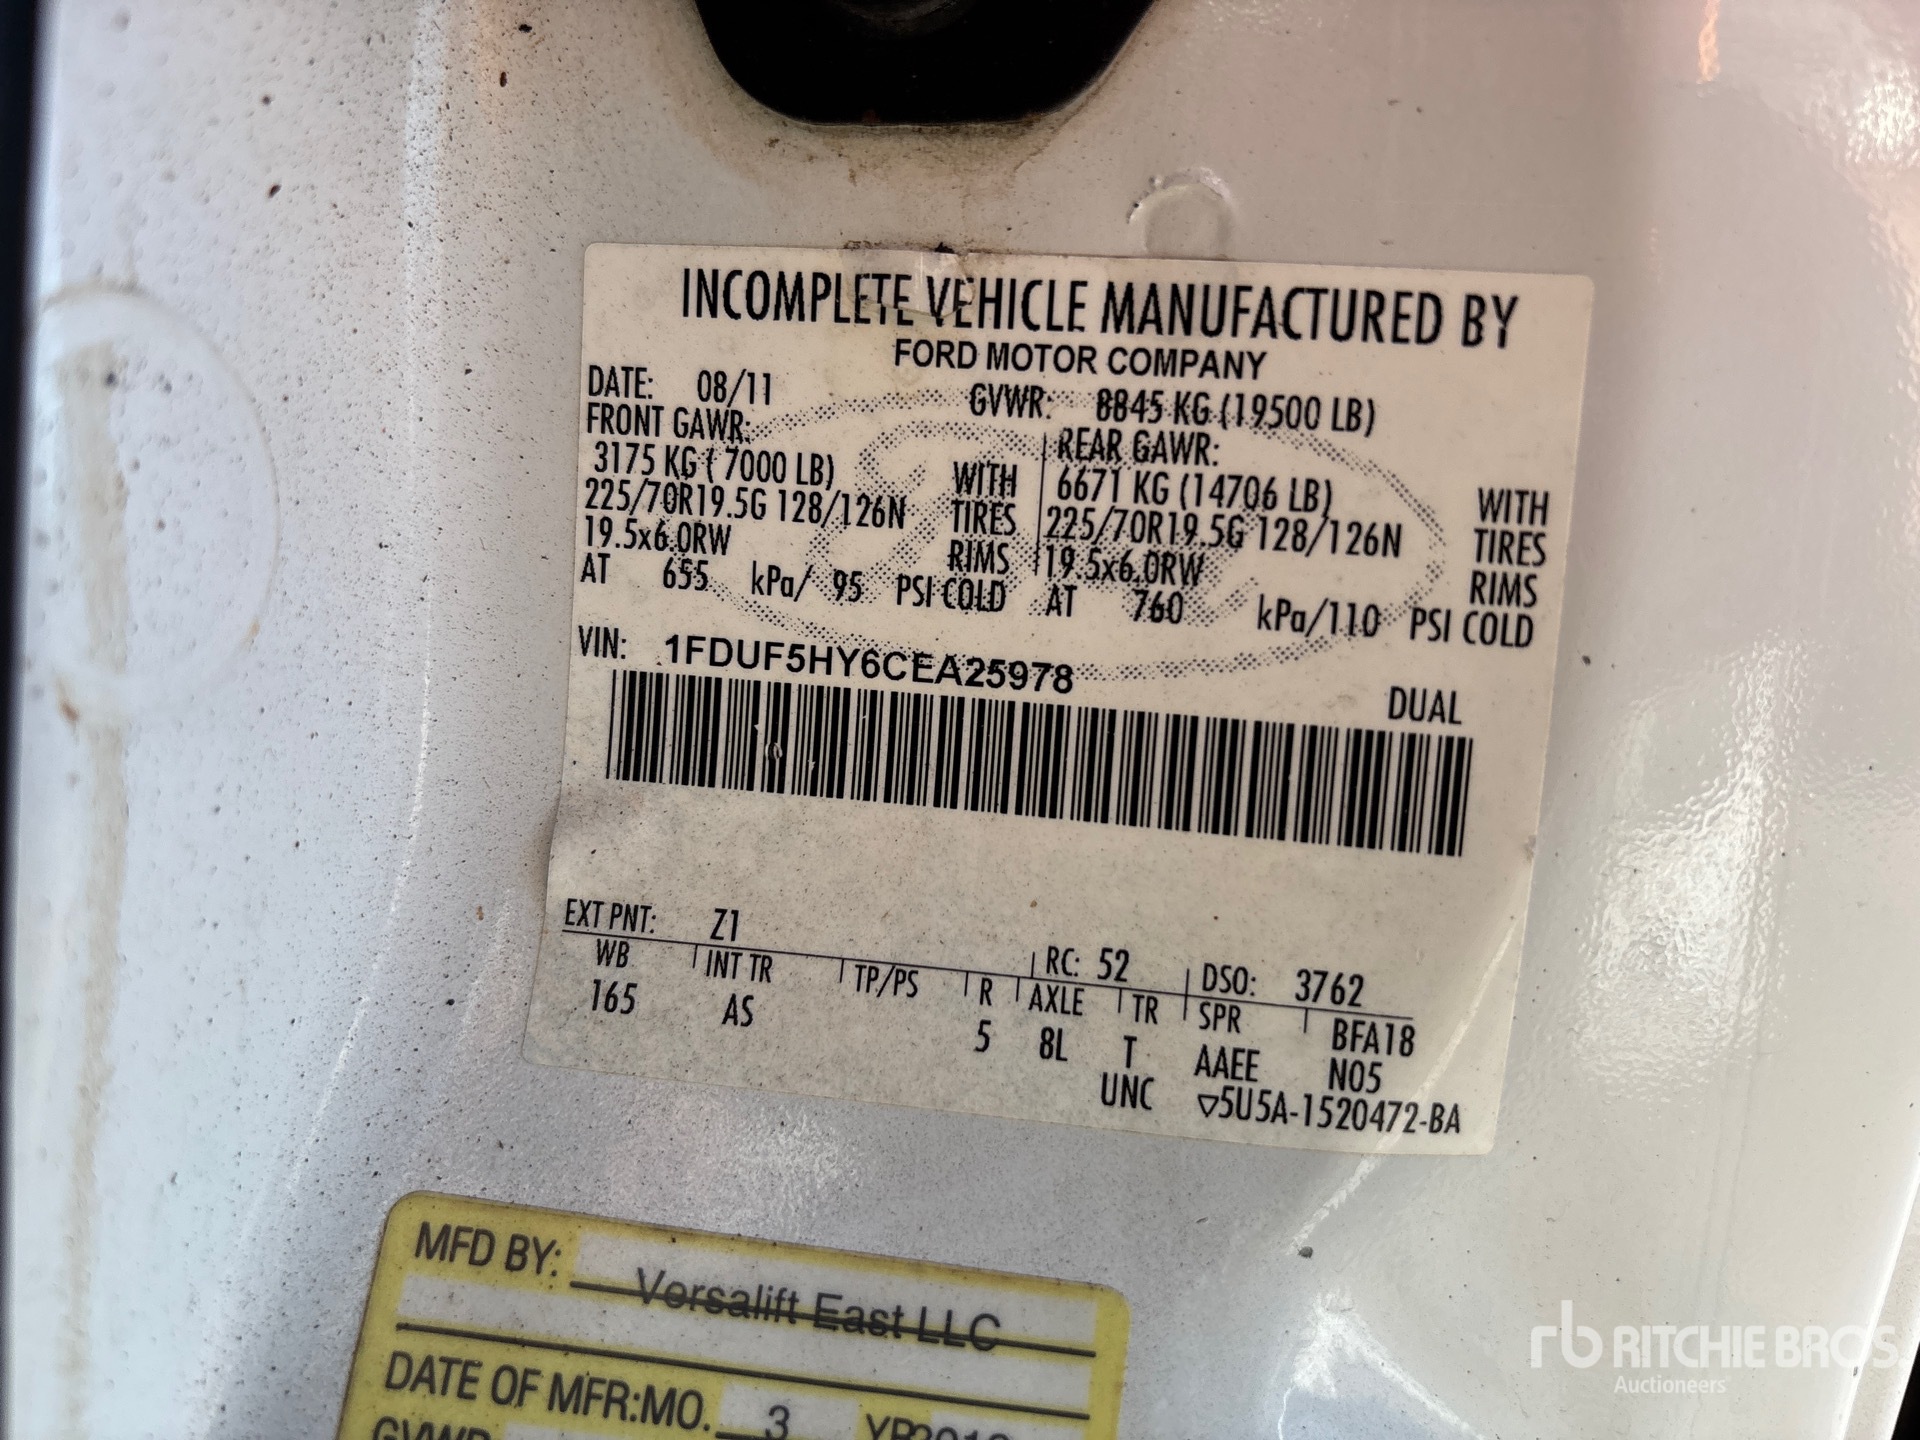 INCOMPLETE VEHICLE MANUFACTURED BY
FORD MOTOR COMPANY
DATE: 08/11 GVWR: 8845 KG (19500 LB)
FRONT GAWR: REAR GAWR:
3175 KG ( 7000 LB) WITH 6671 KG (14706 LB) WITH
225/70R19.5G 128/126N TIRES 225/70R19.5G 128/126N TIRES
19.5x6.0RW RIMS 19.5x6.0RW RIMS
AT 655 kPa/ 95 PSI COLD AT 760 kPa/110 PSI COLD
VIN: 1FDUF5HY6CEA25978
DUAL
EXT PNT: Z1 RC: 52 DSO: 3762
WB INT TR TP/PS R AXLE TR SPR BFA18
165 AS 5 8L T AAEE N05
UNC ▽5U5A-1520472-BA
MFD BY: Versalift East LLC
DATE OF MFR:MO. 3 YR
GVWR
rb RITCHIE BROS.
Auctioneers